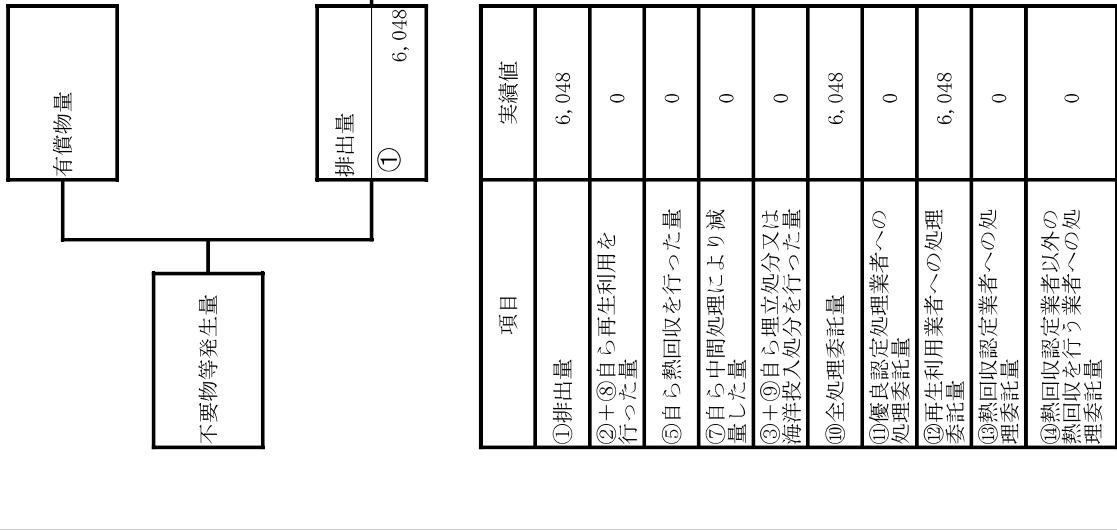 有償物量
不要物等発生量
排出量
① 6,048
項目 実績値
①排出量 6,048
②+⑧自ら再生利用を
行った量 0
⑤自ら熱回収を行った量 0
⑦自ら中間処理により減
量した量 0
③+⑨自ら埋立処分又は
海洋投入処分を行った量 0
⑩全処理委託量 6,048
⑪優良認定処理業者への
処理委託量 0
⑫再生利用業者への処理
委託量 6,048
⑬熱回収認定業者への処
理委託量 0
⑭熱回収認定業者以外の
熱回収を行う業者への処
理委託量 0